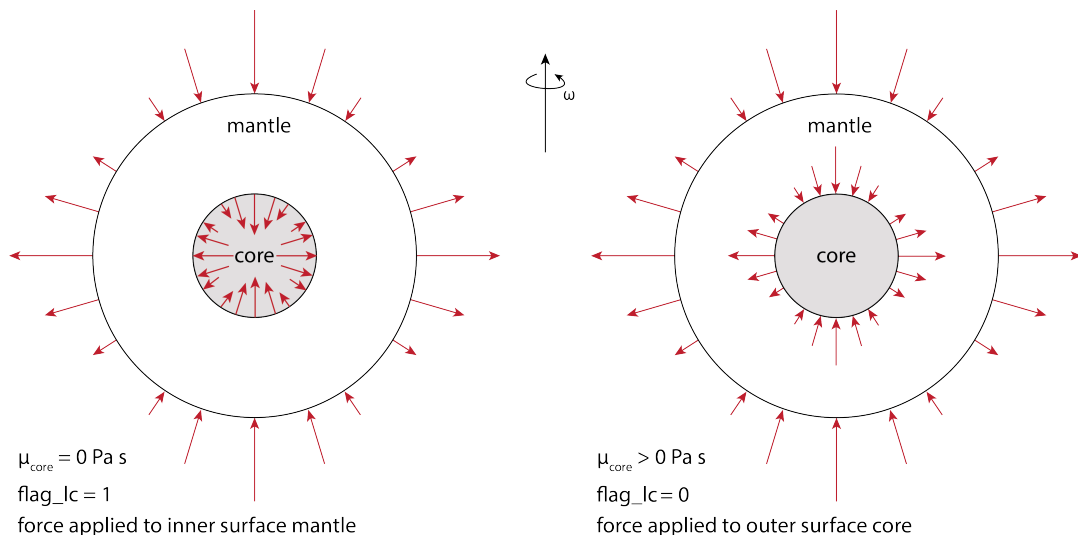 mantle
core
μcore = 0 Pa s
flag_lc = 1
force applied to inner surface mantle
ω
mantle
core
μcore > 0 Pa s
flag_lc = 0
force applied to outer surface core